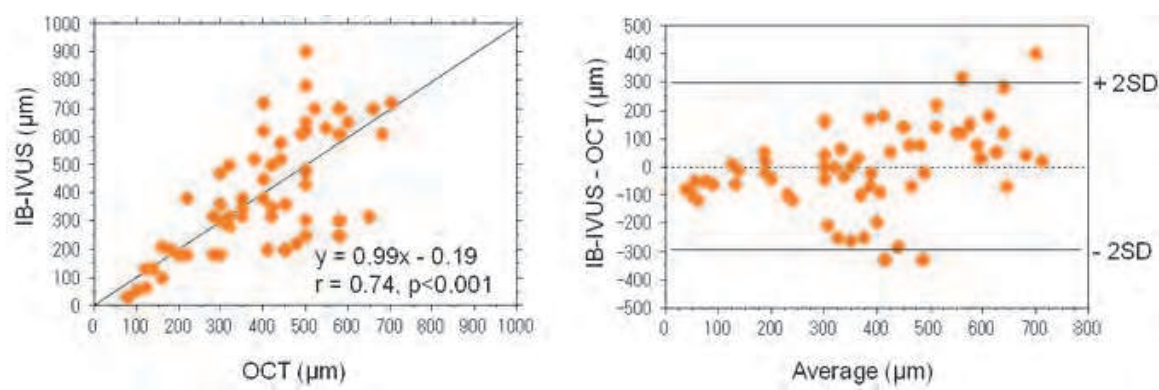 1000
900
800
700
600
500
400
300
200
100
0
IB-IVUS (µm)
y = 0.99x - 0.19
r = 0.74, p<0.001
0 100 200 300 400 500 600 700 800 900 1000
OCT (µm)
500
400
300
200
100
0
-100
-200
-300
-400
-500
IB-IVUS - OCT (µm)
+ 2SD
- 2SD
0 100 200 300 400 500 600 700 800
Average (µm)